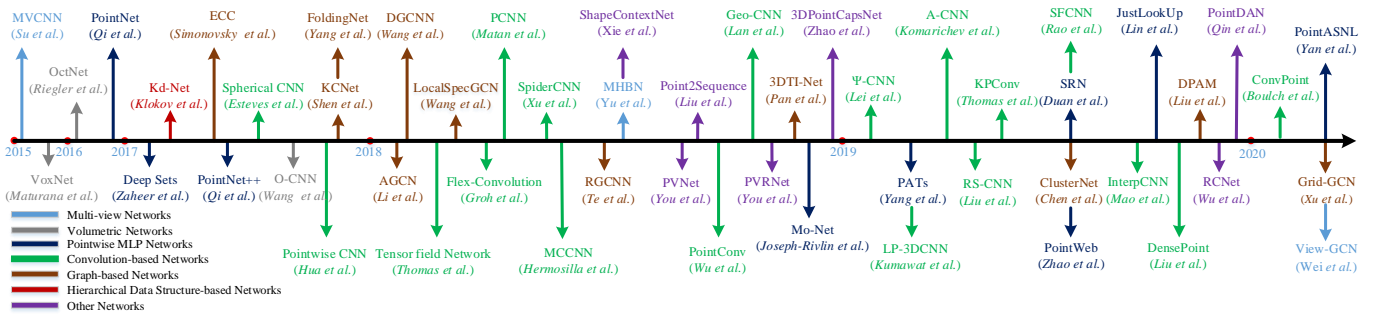 MVCNN
(Su et al.)
PointNet
(Qi et al.)
ECC
(Simonovsky et al.)
FoldingNet
(Yang et al.)
DGCNN
(Wang et al.)
PCNN
(Matan et al.)
ShapeContextNet
(Xie et al.)
Geo-CNN
(Lan et al.)
3DPointCapsNet
(Zhao et al.)
A-CNN
(Komarichev et al.)
SFCNN
(Rao et al.)
JustLookUp
(Lin et al.)
PointDAN
(Qin et al.)
PointASNL
(Yan et al.)
OctNet
(Riegler et al.)
Kd-Net
(Klokov et al.)
Spherical CNN
(Esteves et al.)
KCNet
(Shen et al.)
LocalSpecGCN
(Wang et al.)
SpiderCNN
(Xu et al.)
MHBN
(Yu et al.)
Point2Sequence
(Liu et al.)
3DTI-Net
(Pan et al.)
Ψ-CNN
(Lei et al.)
KPConv
(Thomas et al.)
SRN
(Duan et al.)
DPAM
(Liu et al.)
ConvPoint
(Boulch et al.)
2015
2016
2017
2018
2019
2020
VoxNet
(Maturana et al.)
Deep Sets
(Zaheer et al.)
PointNet++
(Qi et al.)
O-CNN
(Wang et al.)
AGCN
(Li et al.)
Flex-Convolution
(Groh et al.)
RGCNN
(Te et al.)
PVNet
(You et al.)
PVRNet
(You et al.)
PATs
(Yang et al.)
RS-CNN
(Liu et al.)
ClusterNet
(Chen et al.)
InterpCNN
(Mao et al.)
RCNet
(Wu et al.)
Grid-GCN
(Xu et al.)
Pointwise CNN
(Hua et al.)
Tensor field Network
(Thomas et al.)
MCCNN
(Hermosilla et al.)
PointConv
(Wu et al.)
Mo-Net
(Joseph-Rivlin et al.)
LP-3DCNN
(Kumawat et al.)
PointWeb
(Zhao et al.)
DensePoint
(Liu et al.)
View-GCN
(Wei et al.)
Multi-view Networks
Volumetric Networks
Pointwise MLP Networks
Convolution-based Networks
Graph-based Networks
Hierarchical Data Structure-based Networks
Other Networks